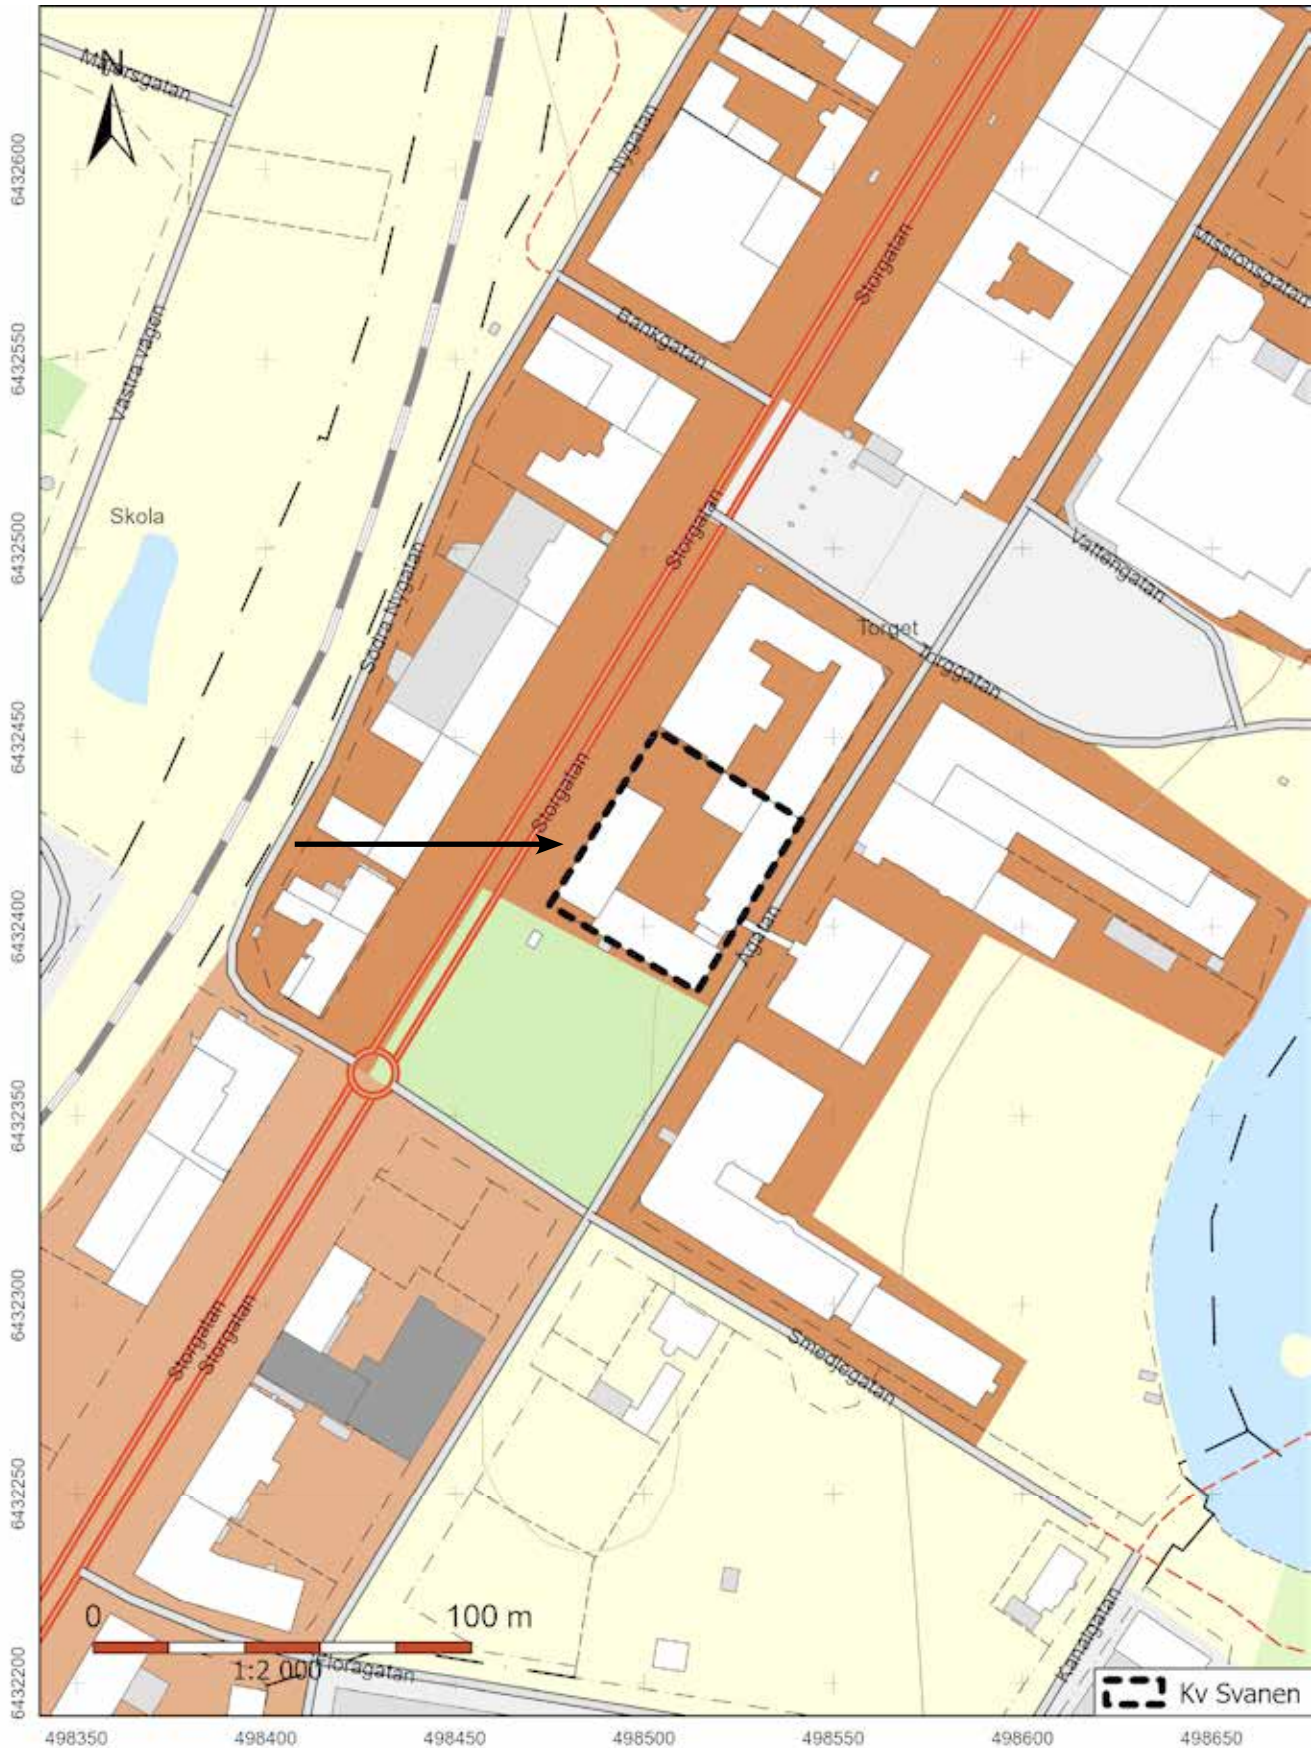 Majorsgatan
N
6432600
6432550
6432500
6432450
6432400
6432350
6432300
6432250
6432200
Västra vägen
Nygatan
Storgatan
Missionsgatan
Bankgatan
Skola
Storgatan
Vattengatan
Södra Nygatan
Torget
Torggatan
Storgatan
Ågatan
Storgatan
Storgatan
Smedjegatan
Kanalgatan
0
100 m
1:2 000
Floragatan
Kv Svanen
498350
498400
498450
498500
498550
498600
498650